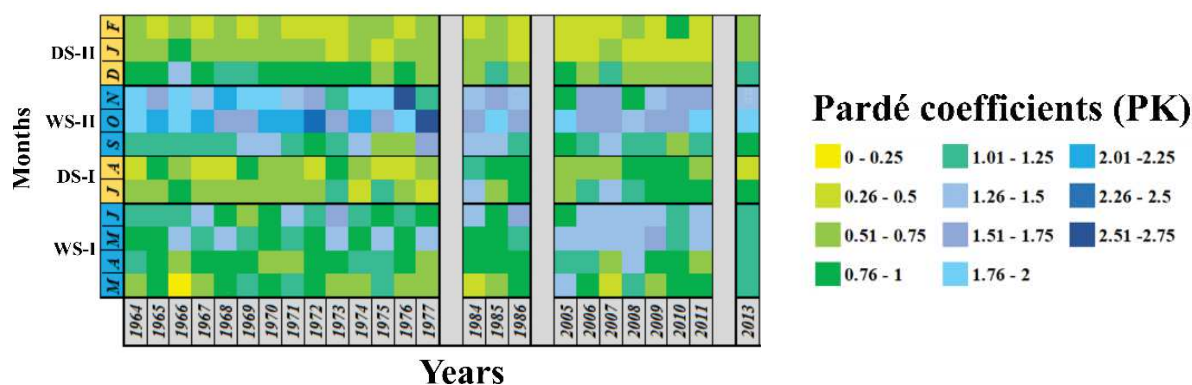 Months
DS-II
WS-II
DS-I
WS-I
F
J
D
N
O
S
A
J
J
M
A
M
1964 1965 1966 1967 1968 1969 1970 1971 1972 1973 1974 1975 1976 1977 1984 1985 1986 2005 2006 2007 2008 2009 2010 2011 2013
Years
Pardé coefficients (PK)
0 - 0.25 1.01 - 1.25 2.01 -2.25
0.26 - 0.5 1.26 - 1.5 2.26 - 2.5
0.51 - 0.75 1.51 - 1.75 2.51 -2.75
0.76 - 1 1.76 - 2